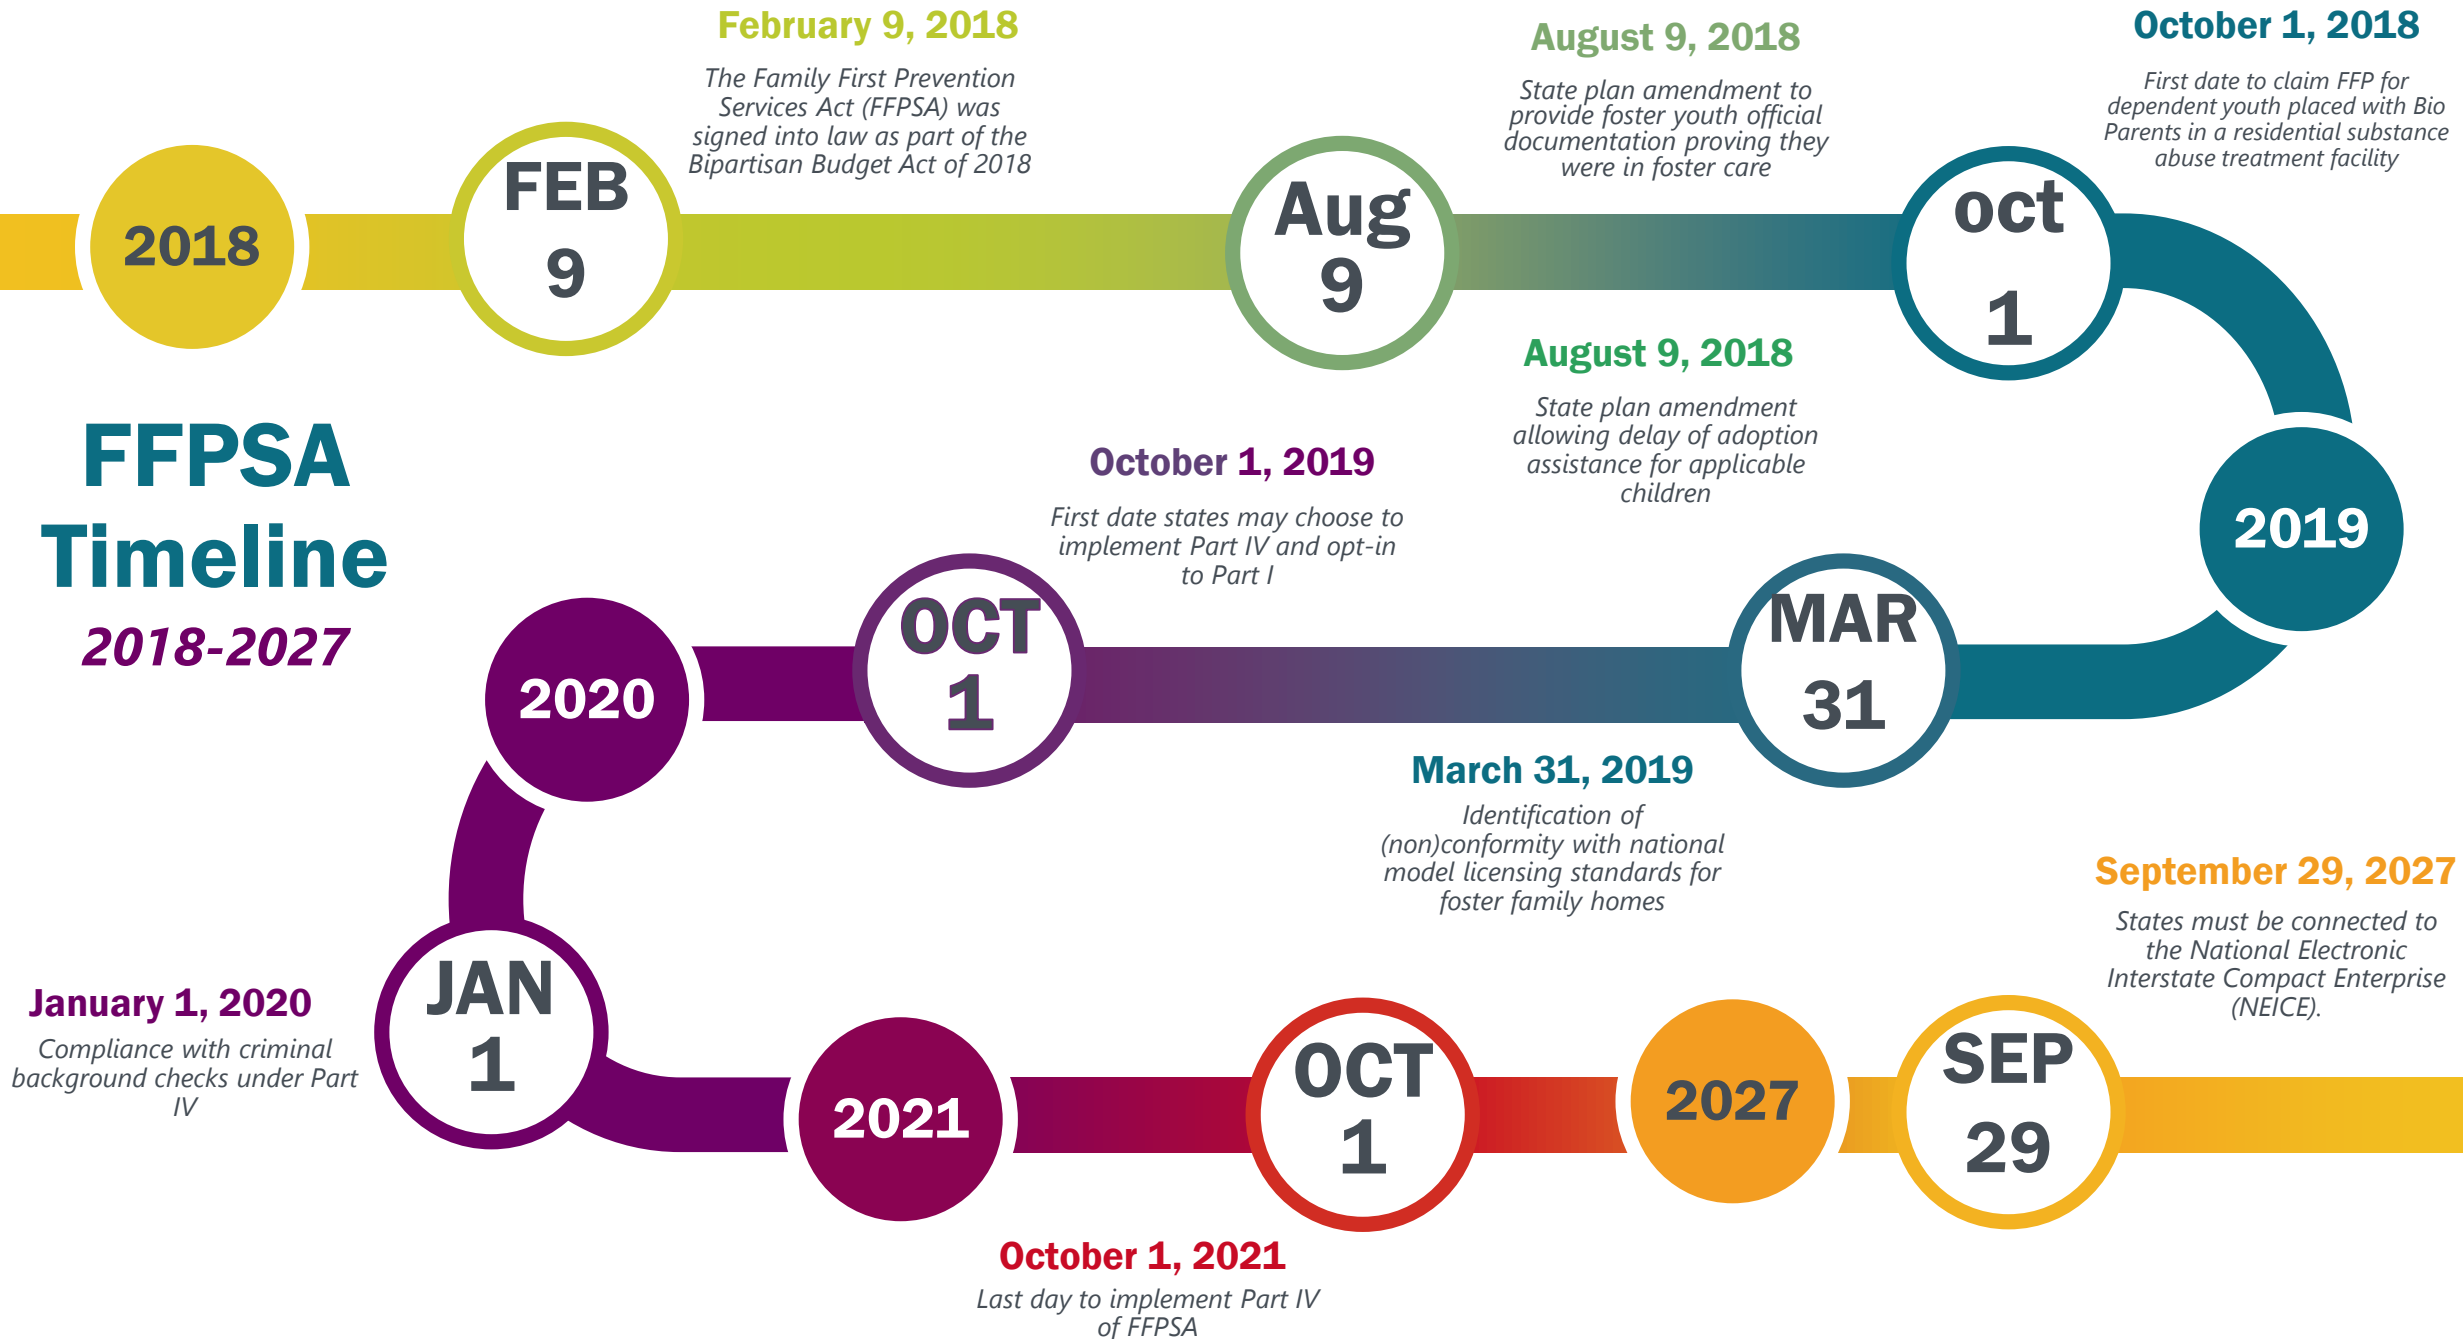 February 9, 2018
The Family First Prevention
Services Act (FFPSA) was
signed into law as part of the
Bipartisan Budget Act of 2018
August 9, 2018
State plan amendment to
provide foster youth official
documentation proving they
were in foster care
October 1, 2018
First date to claim FFP for
dependent youth placed with Bio
Parents in a residential substance
abuse treatment facility
2018
FEB
9
Aug
9
oct
1
FFPSA
Timeline
2018-2027
August 9, 2018
State plan amendment
allowing delay of adoption
assistance for applicable
children
October 1, 2019
First date states may choose to
implement Part IV and opt-in
to Part I
2019
MAR
31
OCT
1
2020
March 31, 2019
Identification of
(non)conformity with national
model licensing standards for
foster family homes
January 1, 2020
Compliance with criminal
background checks under Part
IV
JAN
1
2021
OCT
1
2027
SEP
29
September 29, 2027
States must be connected to
the National Electronic
Interstate Compact Enterprise
(NEICE).
October 1, 2021
Last day to implement Part IV
of FFPSA